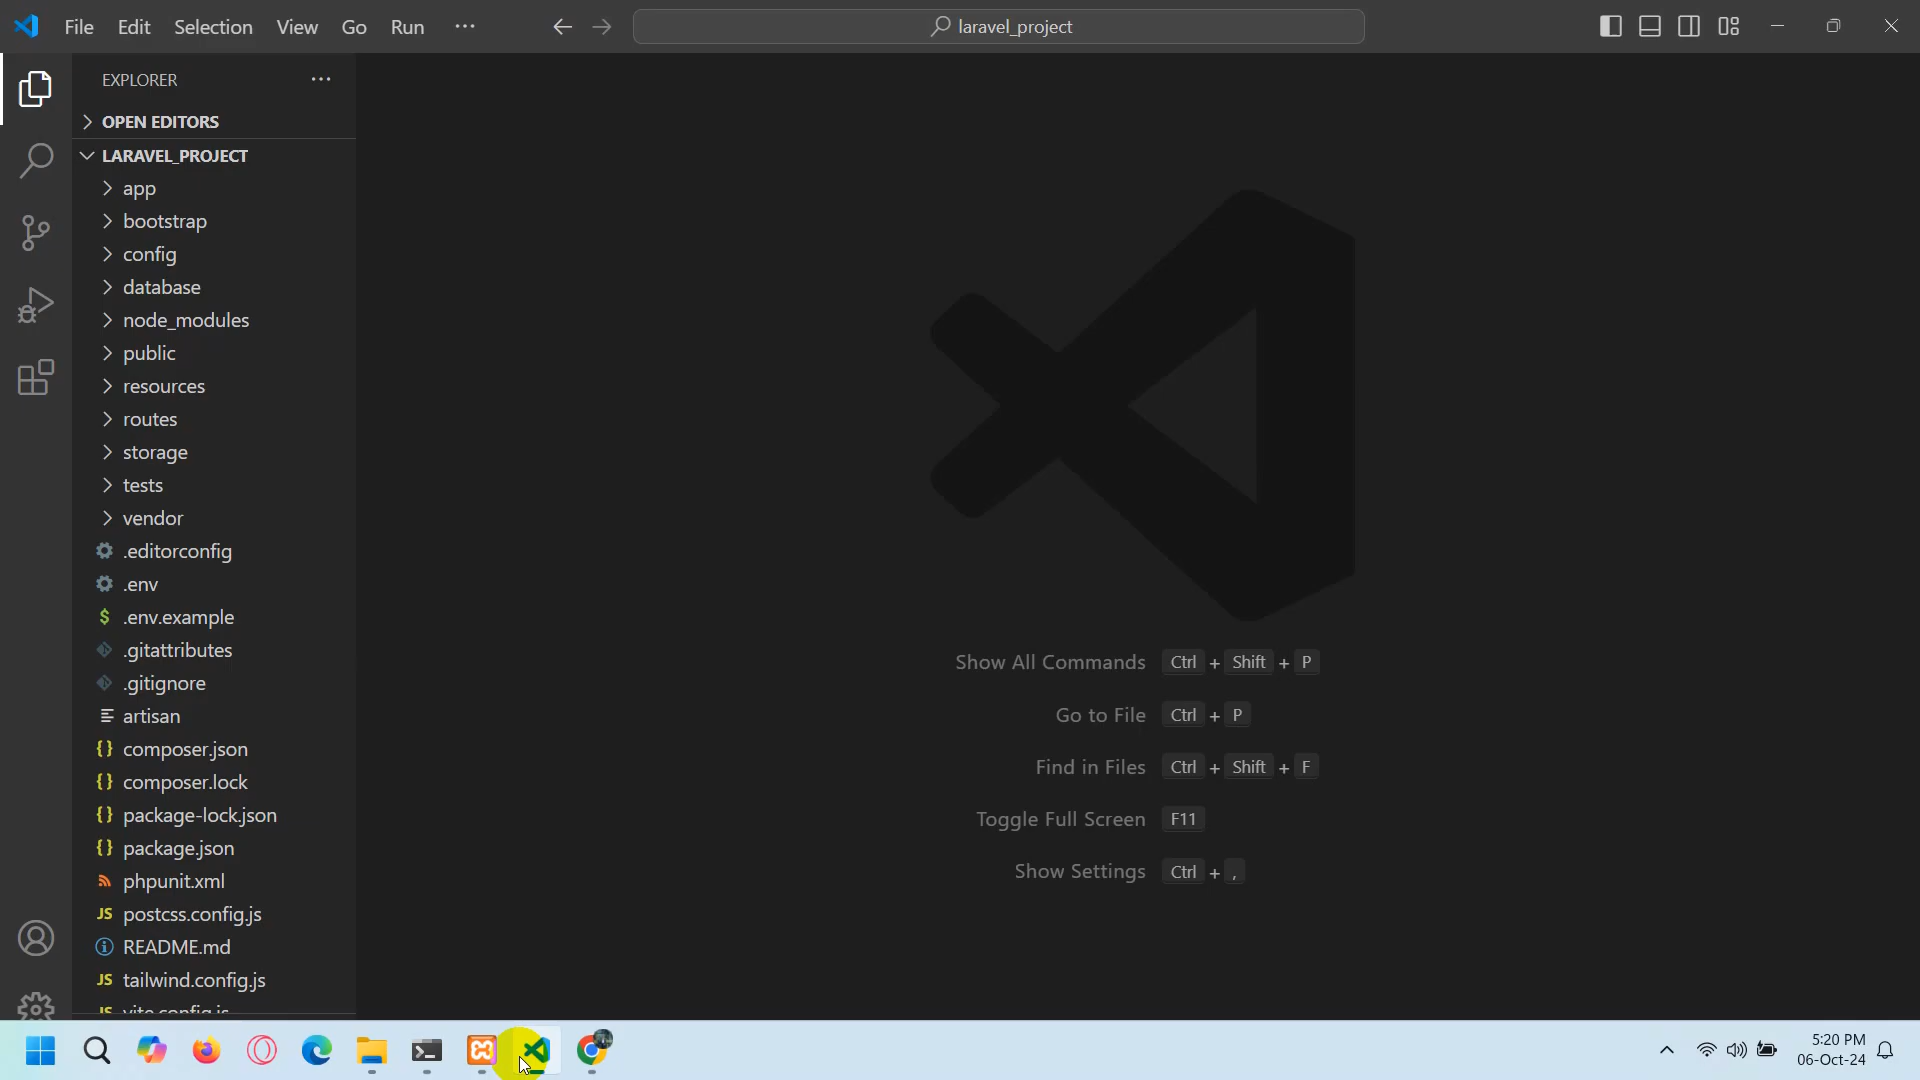 File Edit Selection View Go Run ··· laravel_project
EXPLORER ···
OPEN EDITORS
LARAVEL_PROJECT
app
bootstrap
config
database
node_modules
public
resources
routes
storage
tests
vendor
.editorconfig
.env
.env.example
.gitattributes
.gitignore
artisan
composer.json
composer.lock
package-lock.json
package.json
phpunit.xml
postcss.config.js
README.md
tailwind.config.js
vite.config.js
Show All Commands Ctrl + Shift + P
Go to File Ctrl + P
Find in Files Ctrl + Shift + F
Toggle Full Screen F11
Show Settings Ctrl + ,
5:20 PM
06-Oct-24